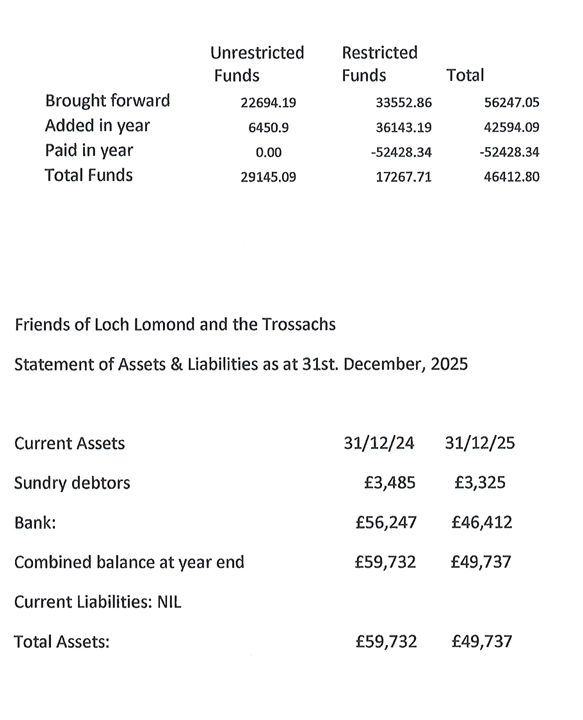 Unrestricted Funds Restricted Funds Total
Brought forward 22694.19 33552.86 56247.05
Added in year 6450.9 36143.19 42594.09
Paid in year 0.00 -52428.34 -52428.34
Total Funds 29145.09 17267.71 46412.80
Friends of Loch Lomond and the Trossachs
Statement of Assets & Liabilities as at 31st. December, 2025
Current Assets 31/12/24 31/12/25
Sundry debtors £3,485 £3,325
Bank: £56,247 £46,412
Combined balance at year end £59,732 £49,737
Current Liabilities: NIL
Total Assets: £59,732 £49,737